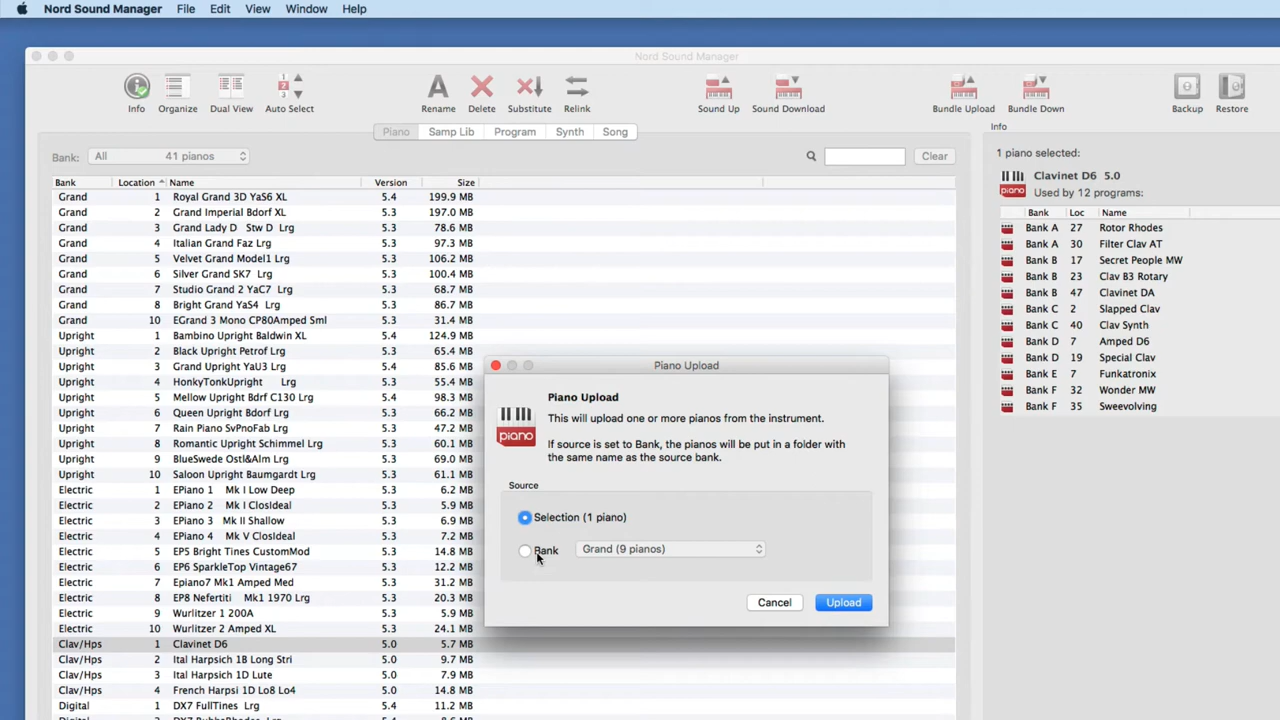 Nord Sound Manager File Edit View Window Help
Nord Sound Manager
Info Organize Dual View Auto Select Rename Delete Substitute Relink Sound Up Sound Download Bundle Upload Bundle Down Backup Restore
Piano Samp Lib Program Synth Song
Bank: All 41 pianos Clear
Bank Location Name Version Size
Grand 1 Royal Grand 3D YaS6 XL 5.4 199.9 MB
Grand 2 Grand Imperial Bdorf XL 5.3 197.0 MB
Grand 3 Grand Lady D Stw D Lrg 5.3 78.6 MB
Grand 4 Italian Grand Faz Lrg 5.3 97.3 MB
Grand 5 Velvet Grand Model1 Lrg 5.3 106.2 MB
Grand 6 Silver Grand SK7 Lrg 5.3 100.4 MB
Grand 7 Studio Grand 2 YaC7 Lrg 5.3 68.7 MB
Grand 8 Bright Grand YaS4 Lrg 5.3 86.7 MB
Grand 10 EGrand 3 Mono CP80Amped Sml 5.3 31.4 MB
Upright 1 Bambino Upright Baldwin XL 5.4 124.9 MB
Upright 2 Black Upright Petrof Lrg 5.3 97.1 MB
Upright 3 Grand Upright YaU3 Lrg 5.4 85.6 MB
Upright 4 HonkyTonkUpright Lrg 5.3 46.9 MB
Upright 5 Mellow Upright Bdrf C130 Lrg 5.4 98.3 MB
Upright 6 Queen Upright Bdorf Lrg 5.3 66.2 MB
Upright 7 Rain Piano SvPnoFab Lrg 5.3 47.2 MB
Upright 8 Romantic Upright Schimmel Lrg 5.3 60.1 MB
Upright 9 BlueSwede Ostl&Alm Lrg 5.3 69.0 MB
Upright 10 Saloon Upright Baumgardt Lrg 5.3 61.1 MB
Electric 1 EPiano 1 Mk I Low Deep 5.3 6.2 MB
Electric 2 EPiano 2 Mk I ClosIdeal 5.3 5.9 MB
Electric 3 EPiano 3 Mk II Shallow 5.3 6.3 MB
Electric 4 EPiano 4 Mk V ClosIdeal 5.3 7.2 MB
Electric 5 EP5 Bright Tines CustomMod 5.3 14.8 MB
Electric 6 EP6 SparkleTop Vintage67 5.3 12.2 MB
Electric 7 Epiano7 Mk1 Amped Med 5.3 31.2 MB
Electric 8 EP8 Nefertiti Mk1 1970 Lrg 5.3 20.3 MB
Electric 9 Wurlitzer 1 200A 5.3 5.9 MB
Electric 10 Wurlitzer 2 Amped XL 5.3 24.1 MB
Clav/Hps 1 Clavinet D6 5.0 5.7 MB
Clav/Hps 2 Ital Harpsich 1B Long Stri 5.0 9.7 MB
Clav/Hps 3 Ital Harpsich 1D Lute 5.0 7.9 MB
Clav/Hps 4 French Harpsi 1D Lo8 Lo4 5.0 14.8 MB
Digital 1 DX7 FullTines Lrg 5.4 11.2 MB
Piano Upload
Piano Upload
piano
This will upload one or more pianos from the instrument.
If source is set to Bank, the pianos will be put in a folder with
the same name as the source bank.
Source
Selection (1 piano)
Bank Grand (9 pianos)
Cancel Upload
Info
1 piano selected:
piano
Clavinet D6 5.0
Used by 12 programs:
Bank Loc Name
Bank A 27 Rotor Rhodes
Bank A 30 Filter Clav AT
Bank B 17 Secret People MW
Bank B 23 Clav B3 Rotary
Bank B 47 Clavinet DA
Bank C 2 Slapped Clav
Bank C 40 Clav Synth
Bank D 7 Amped D6
Bank D 19 Special Clav
Bank E 7 Funkatronix
Bank F 32 Wonder MW
Bank F 35 Sweevolving